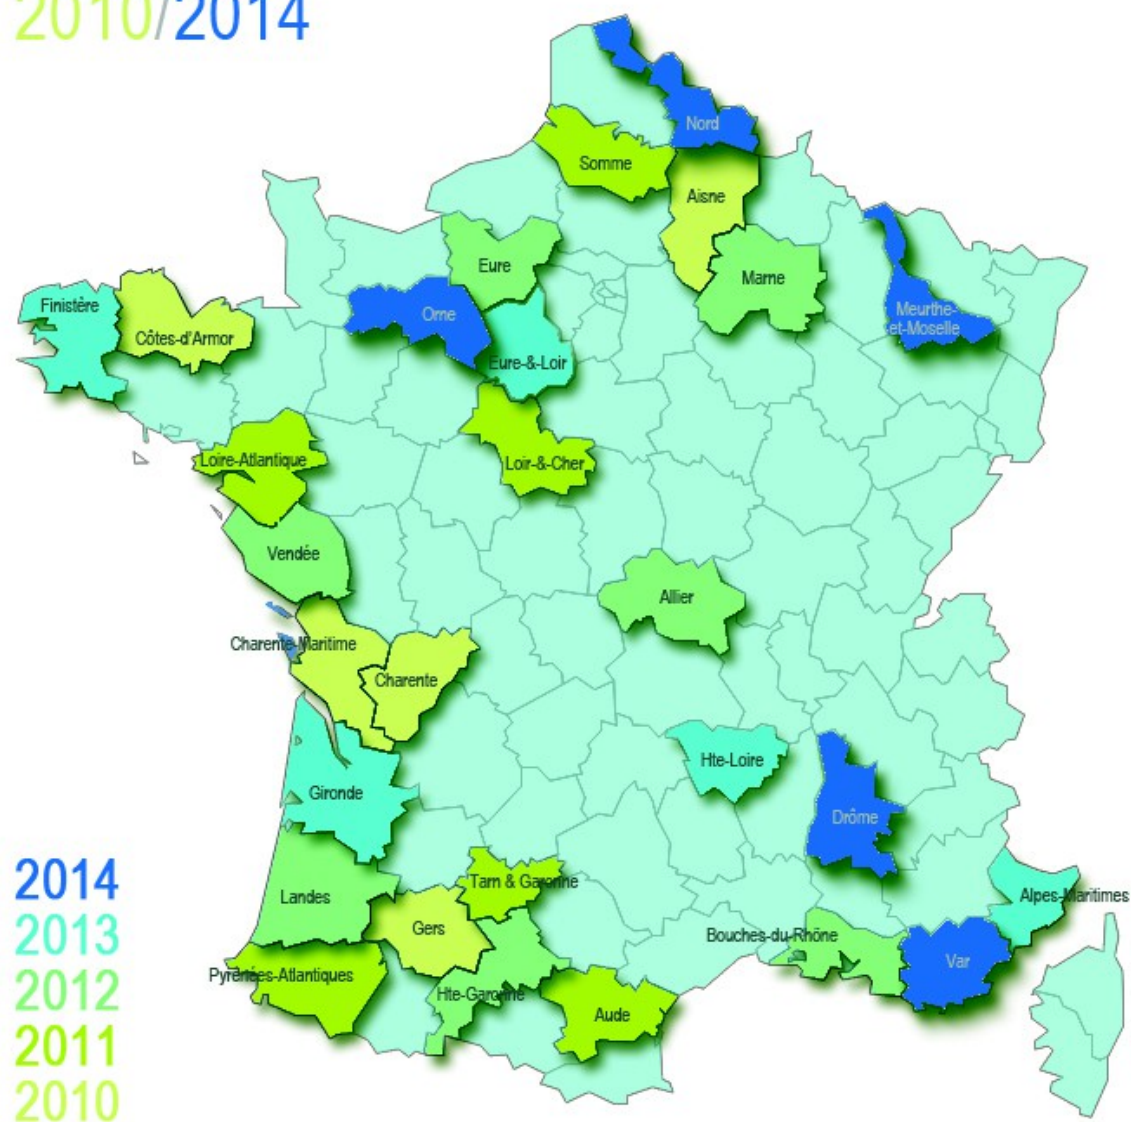 2010/2014
Nord
Somme
Aisne
Eure
Marne
Finistère
Orne
Meurthe-
et-Moselle
Côtes-d'Armor
Eure-&-Loir
Loire-Atlantique
Loir-&-Cher
Vendée
Allier
Charente-Maritime
Charente
Hte-Loire
Gironde
Drôme
2014
Tarn & Garonne
Landes
Alpes-Maritimes
2013
Gers
Bouches-du-Rhône
Var
Pyrénées-Atlantiques
2012
Hte-Garonne
Aude
2011
2010